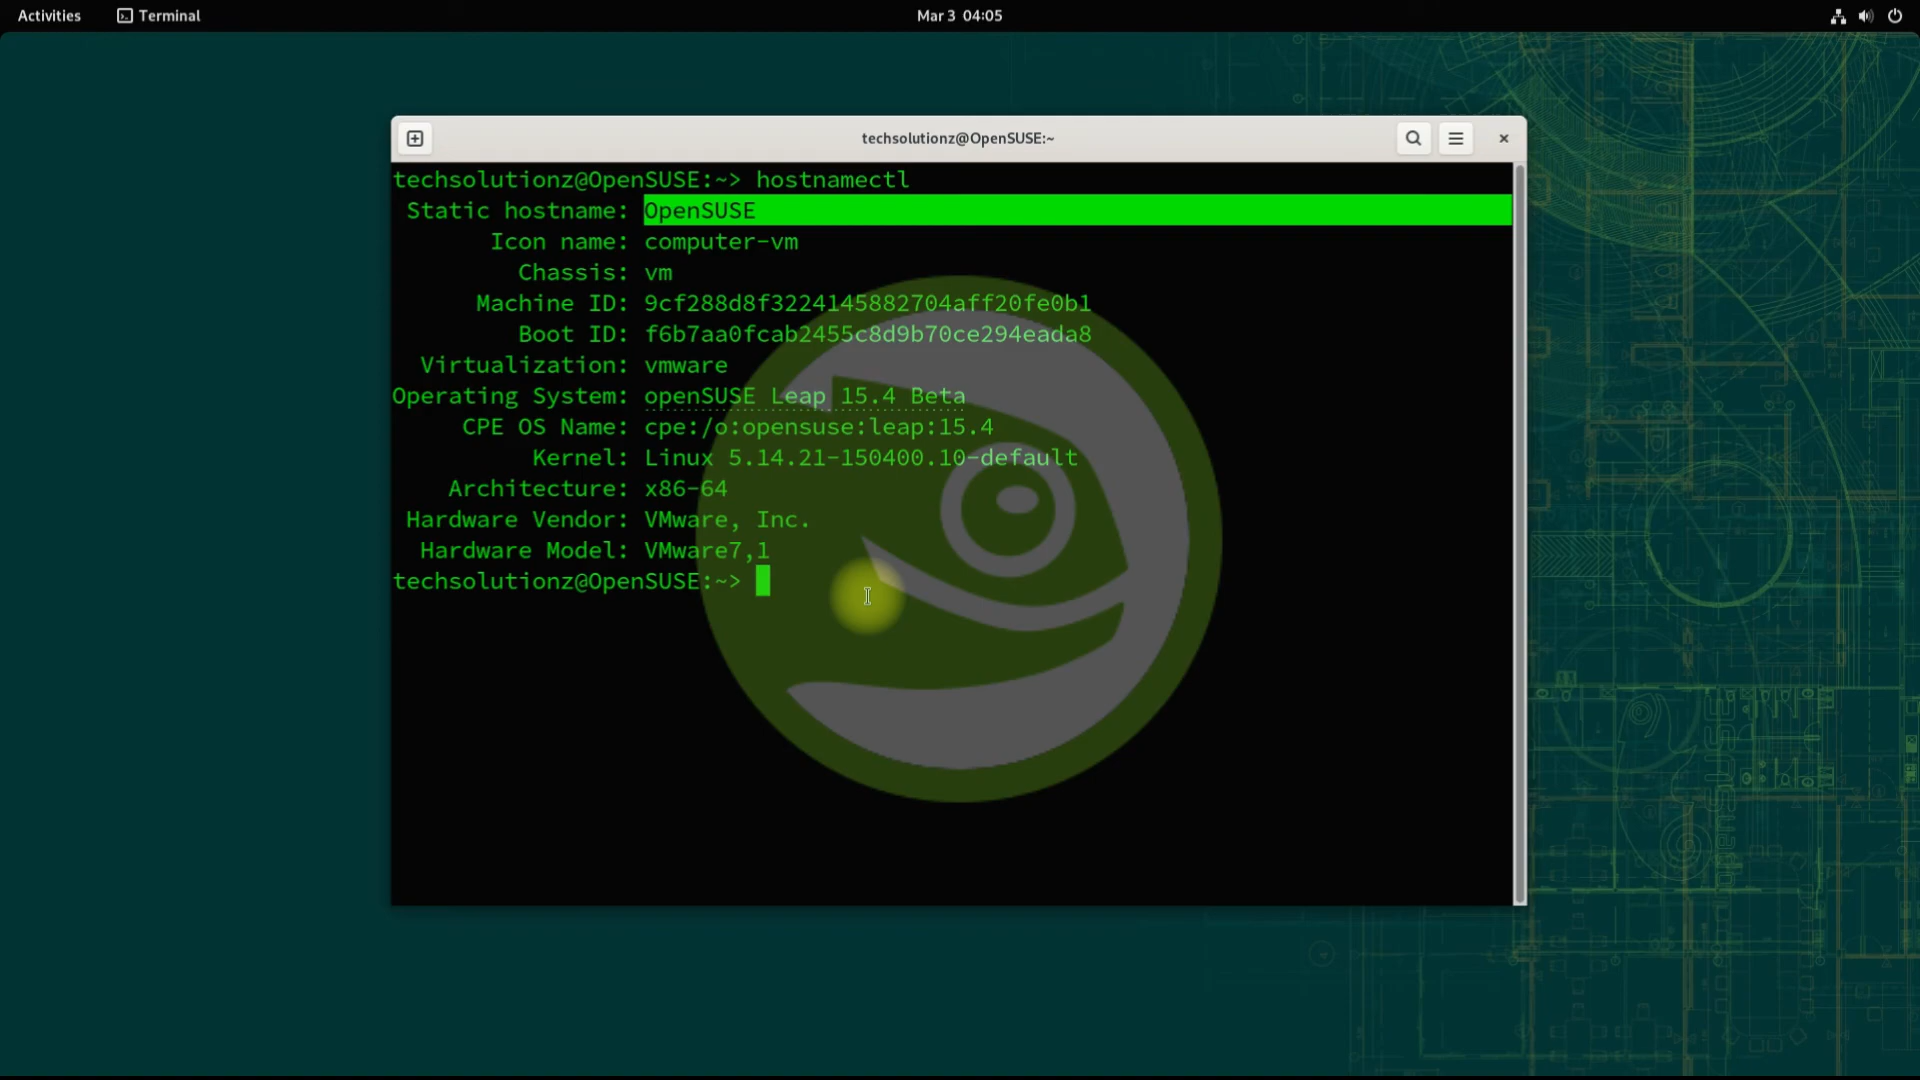 Activities Terminal Mar 3 04:05
techsolutionz@OpenSUSE:~
techsolutionz@OpenSUSE:~> hostnamectl
Static hostname: OpenSUSE
Icon name: computer-vm
Chassis: vm
Machine ID: 9cf288d8f3224145882704aff20fe0b1
Boot ID: f6b7aa0fcab2455c8d9b70ce294eada8
Virtualization: vmware
Operating System: openSUSE Leap 15.4 Beta
CPE OS Name: cpe:/o:opensuse:leap:15.4
Kernel: Linux 5.14.21-150400.10-default
Architecture: x86-64
Hardware Vendor: VMware, Inc.
Hardware Model: VMware7,1
techsolutionz@OpenSUSE:~>